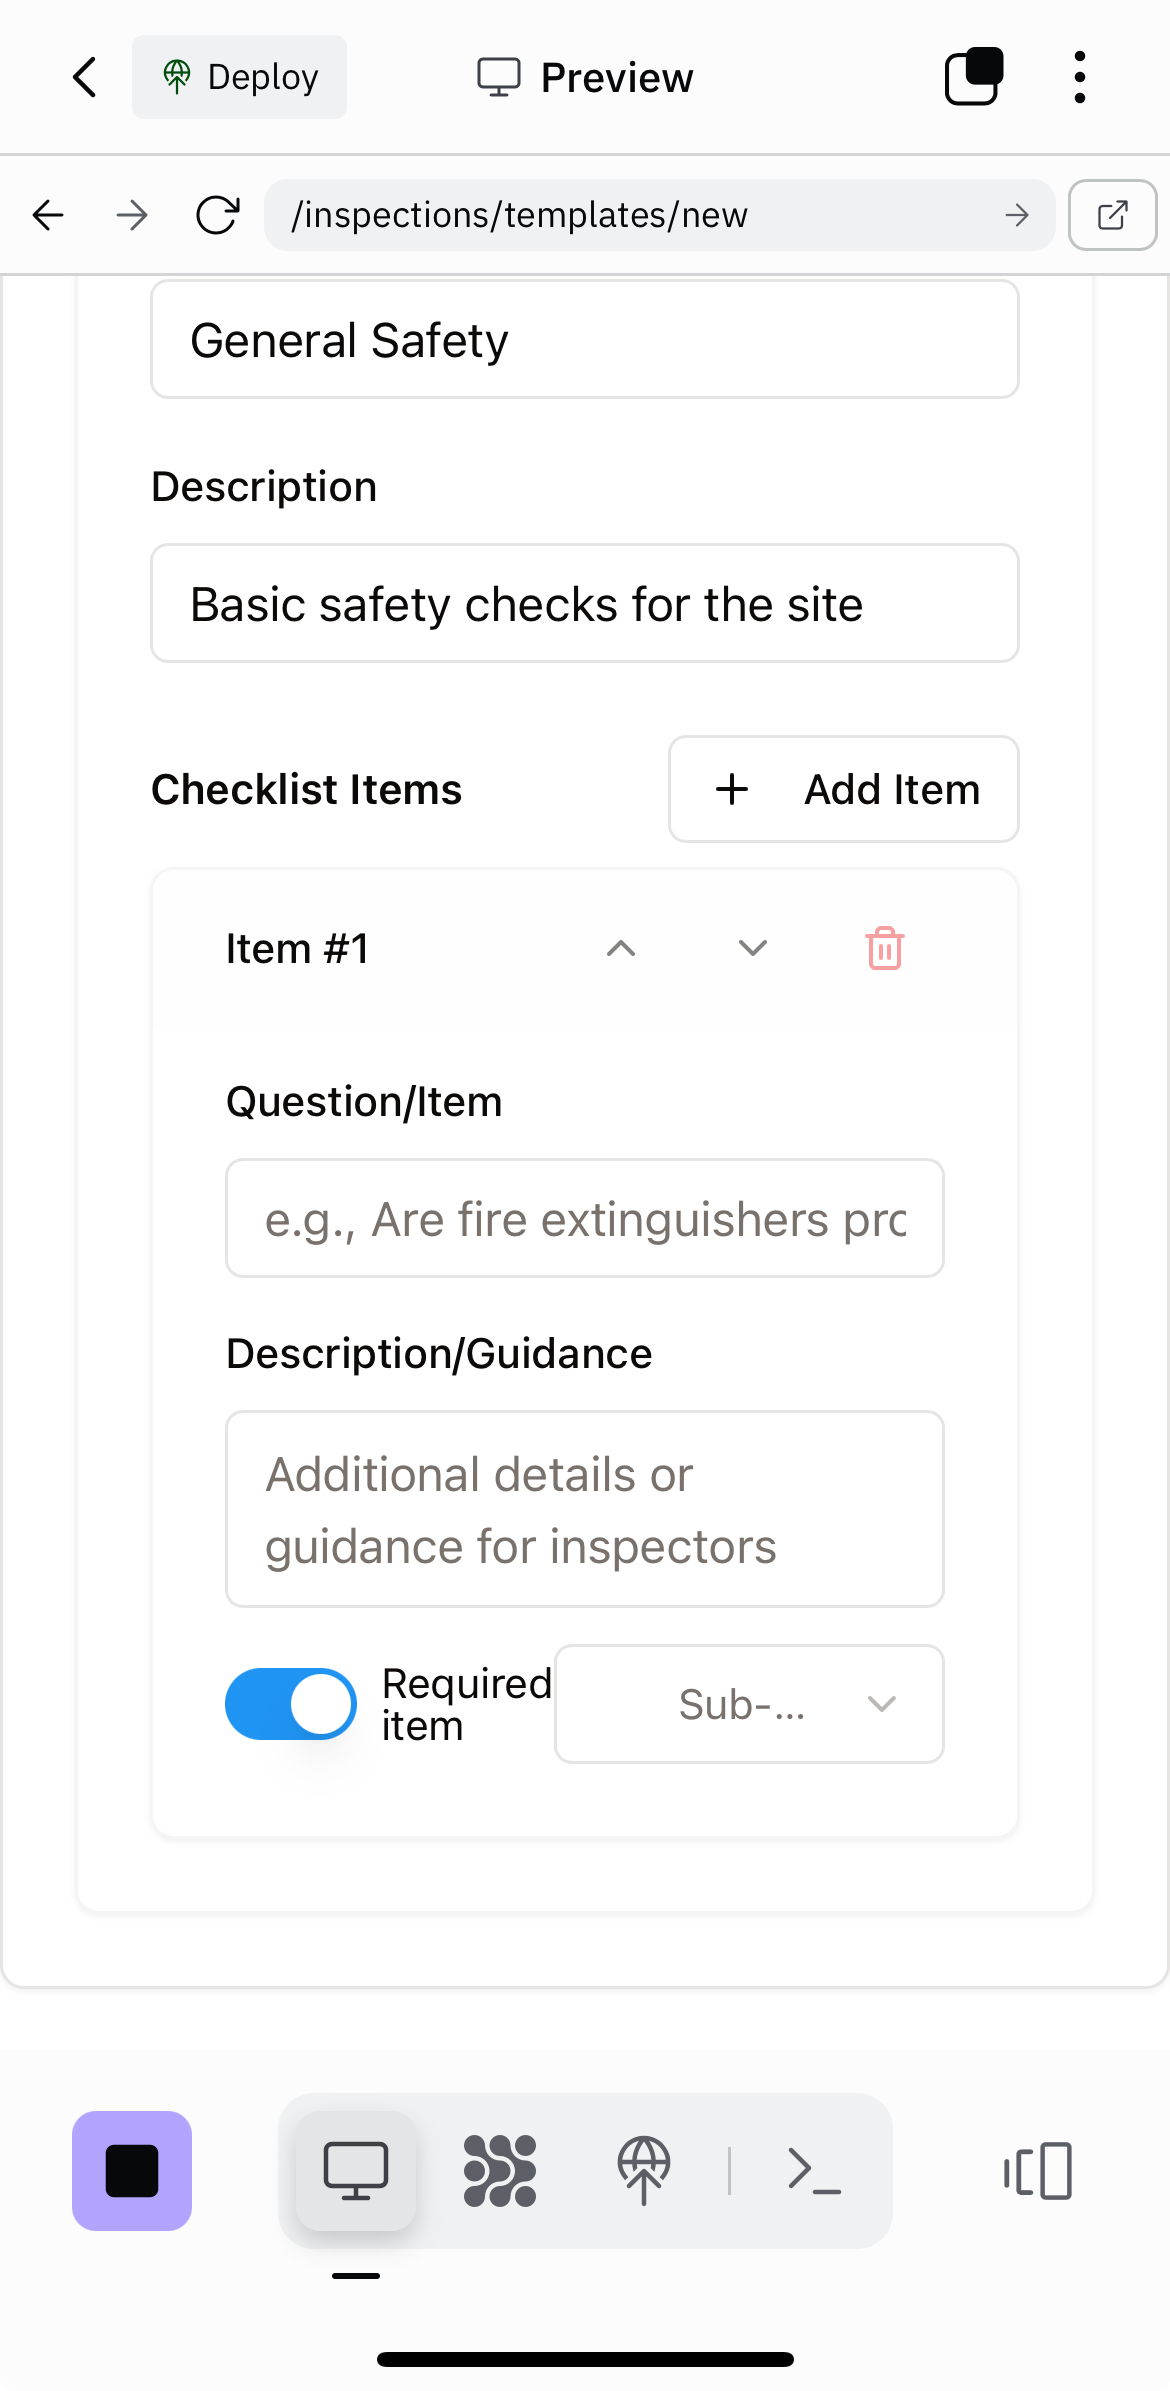 Deploy
Preview
/inspections/templates/new
General Safety
Description
Basic safety checks for the site
Checklist Items
Add Item
Item #1
Question/Item
e.g., Are fire extinguishers prc
Description/Guidance
Additional details or
guidance for inspectors
Required
item
Sub-...